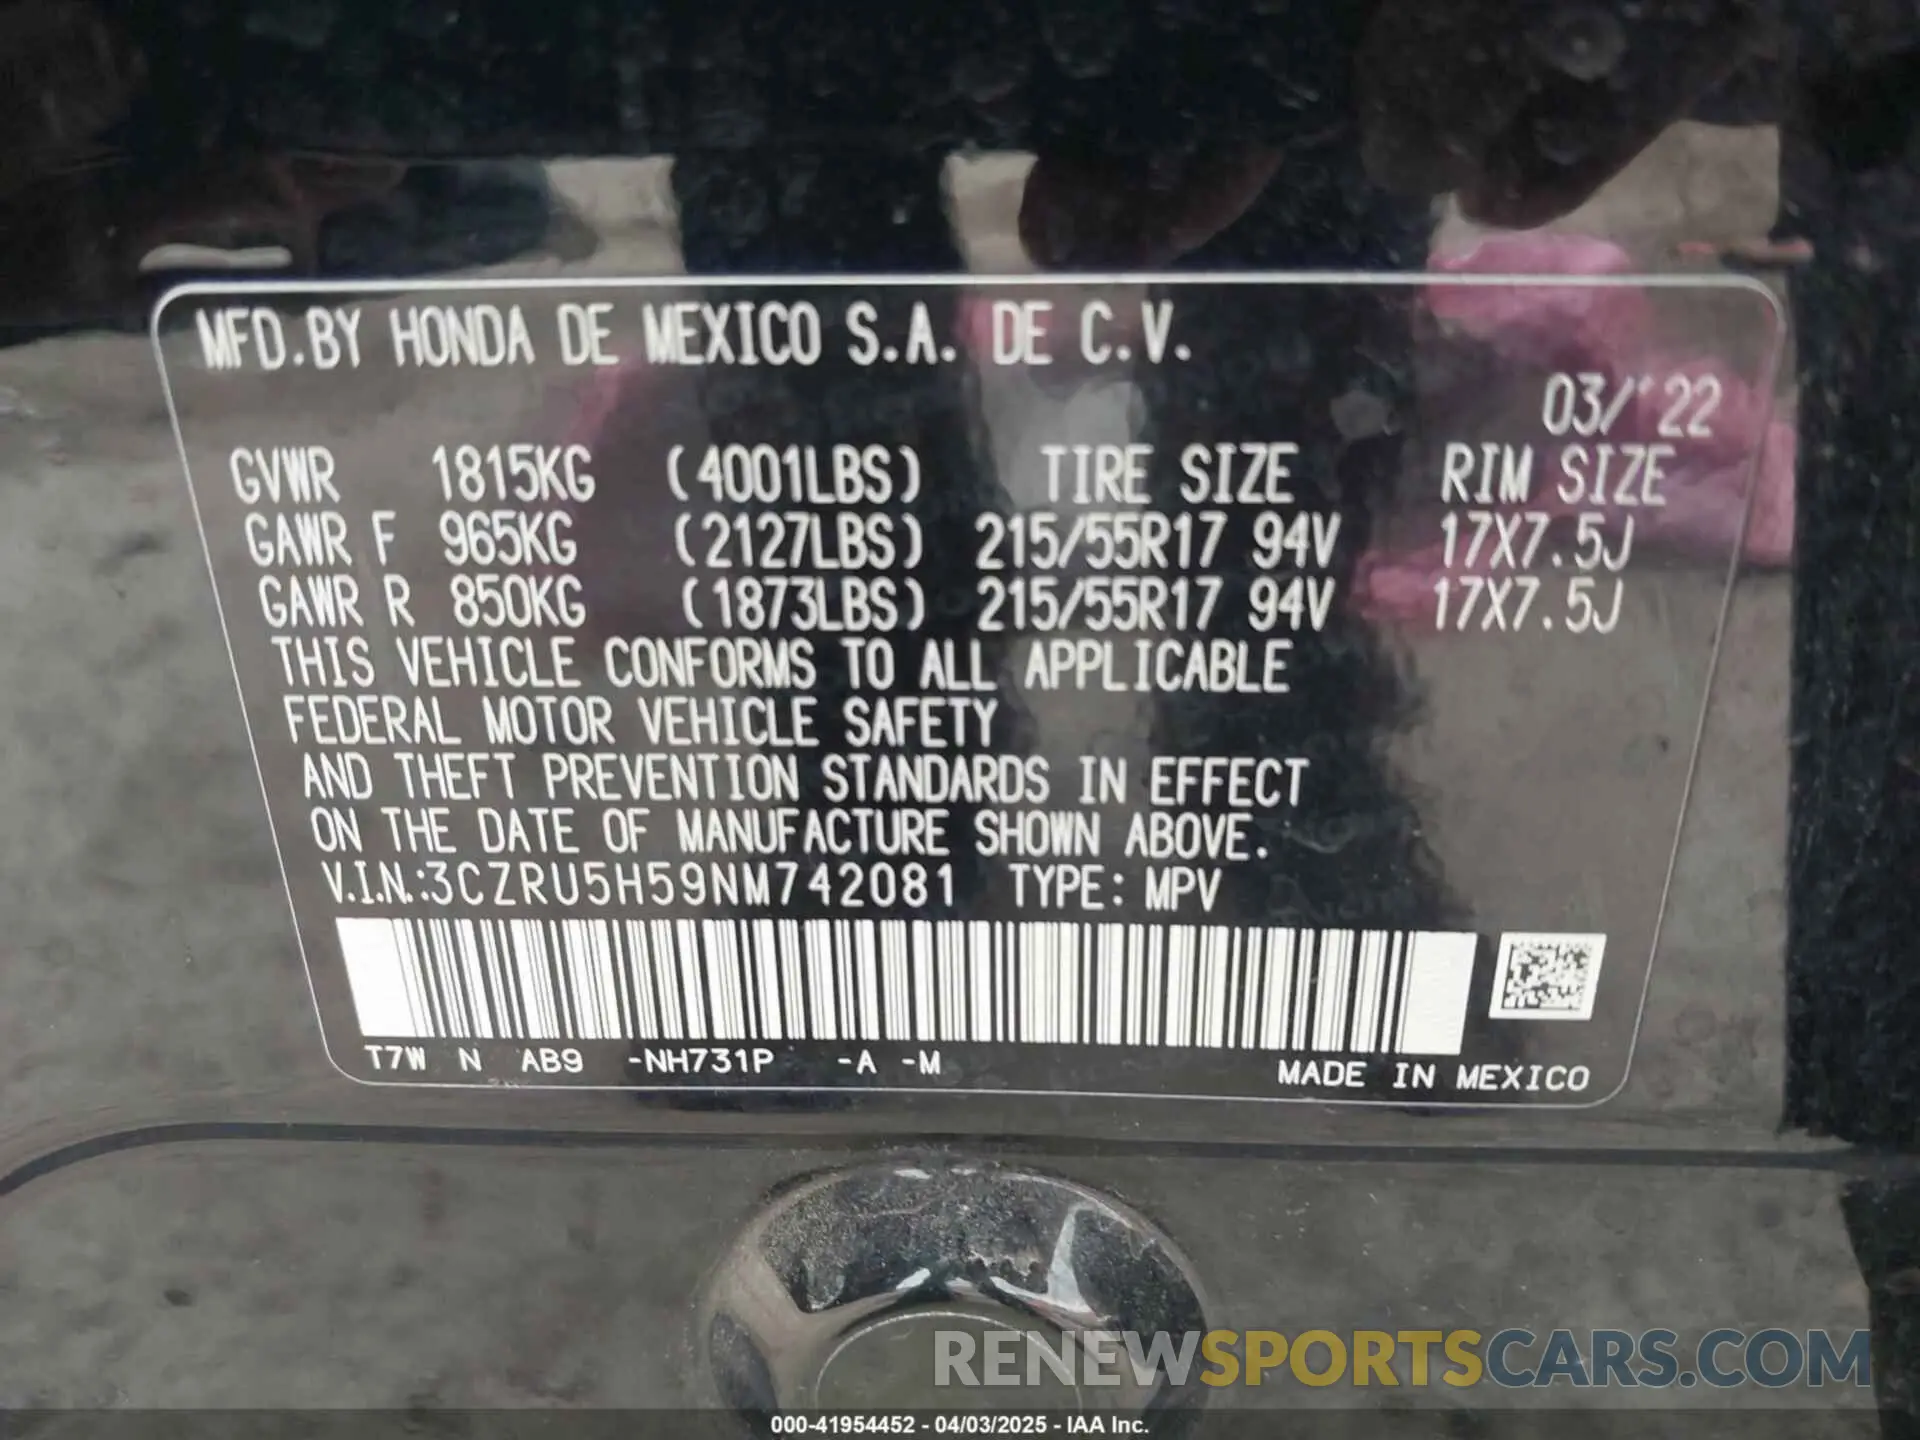 MFD.BY HONDA DE MEXICO S.A. DE C.V.
03/'22
GVWR 1815KG (4001LBS) TIRE SIZE RIM SIZE
GAWR F 965KG (2127LBS) 215/55R17 94V 17X7.5J
GAWR R 850KG (1873LBS) 215/55R17 94V 17X7.5J
THIS VEHICLE CONFORMS TO ALL APPLICABLE
FEDERAL MOTOR VEHICLE SAFETY
AND THEFT PREVENTION STANDARDS IN EFFECT
ON THE DATE OF MANUFACTURE SHOWN ABOVE.
V.I.N.:3CZRU5H59NM742081 TYPE: MPV
T7W N AB9 -NH731P -A -M
MADE IN MEXICO
RENEWSPORTSCARS.COM
000-41954452 - 04/03/2025 - IAA Inc.